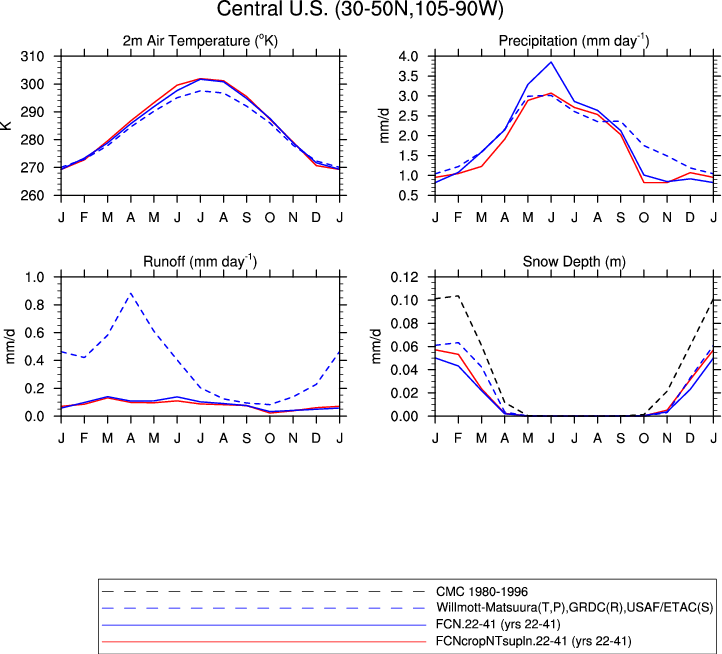 Central U.S. (30-50N,105-90W)
2m Air Temperature (°K)
Precipitation (mm day-1)
K
310
300
290
280
270
260
J F M A M J J A S O N D J
mm/d
4.0
3.5
3.0
2.5
2.0
1.5
1.0
0.5
J F M A M J J A S O N D J
Runoff (mm day-1)
Snow Depth (m)
mm/d
1.0
0.8
0.6
0.4
0.2
0.0
J F M A M J J A S O N D J
mm/d
0.12
0.10
0.08
0.06
0.04
0.02
0.00
J F M A M J J A S O N D J
CMC 1980-1996
Willmott-Matsuura(T,P),GRDC(R),USAF/ETAC(S)
FCN.22-41 (yrs 22-41)
FCNcropNTsupIn.22-41 (yrs 22-41)